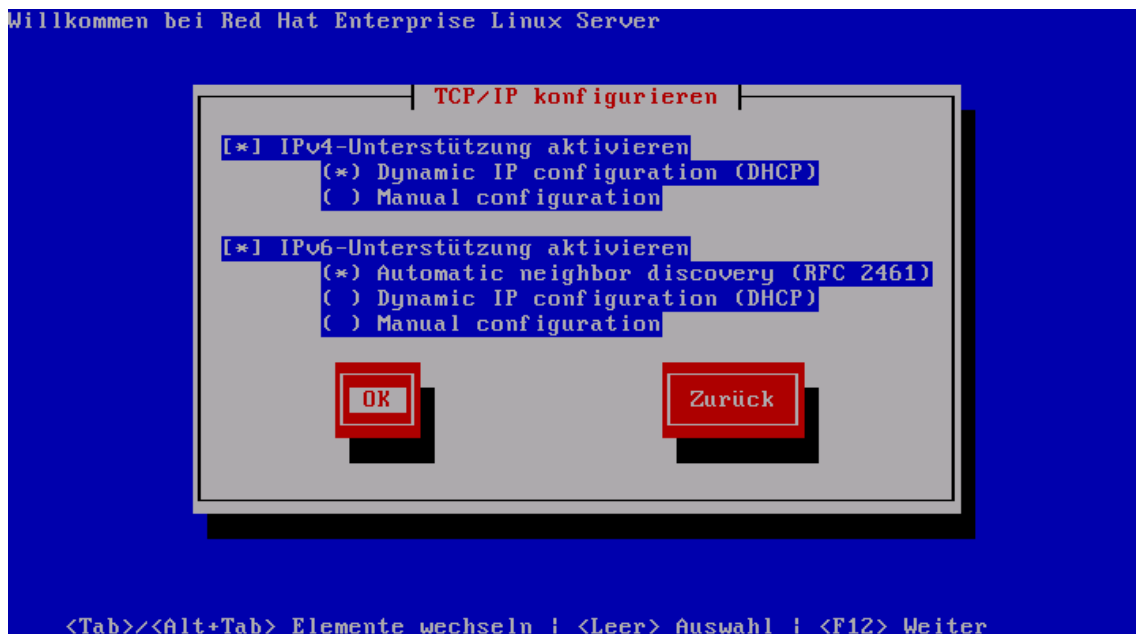 Willkommen bei Red Hat Enterprise Linux Server
TCP/IP konfigurieren
[*] IPv4-Unterstützung aktivieren
(*) Dynamic IP configuration (DHCP)
( ) Manual configuration
[*] IPv6-Unterstützung aktivieren
(*) Automatic neighbor discovery (RFC 2461)
( ) Dynamic IP configuration (DHCP)
( ) Manual configuration
OK Zurück
<Tab>/<Alt+Tab> Elemente wechseln | <Leer> Auswahl | <F12> Weiter